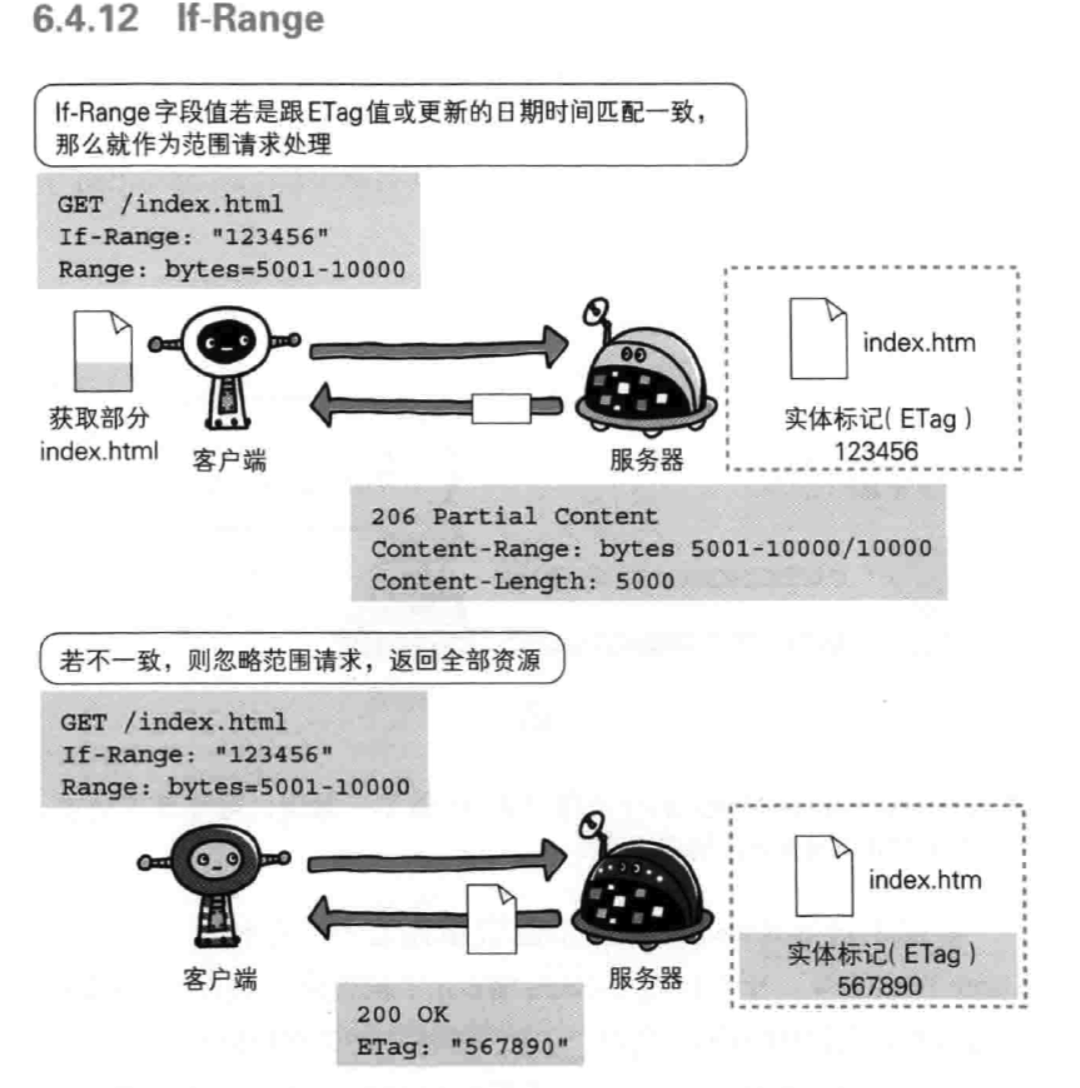 6.4.12 If-Range
If-Range字段值若是跟ETag值或更新的日期时间匹配一致，
那么就作为范围请求处理
GET /index.html
If-Range: "123456"
Range: bytes=5001-10000
index.htm
获取部分
index.html
客户端
服务器
实体标记( ETag )
123456
206 Partial Content
Content-Range: bytes 5001-10000/10000
Content-Length: 5000
若不一致，则忽略范围请求，返回全部资源
GET /index.html
If-Range: "123456"
Range: bytes=5001-10000
index.htm
客户端
服务器
实体标记( ETag )
567890
200 OK
ETag: "567890"